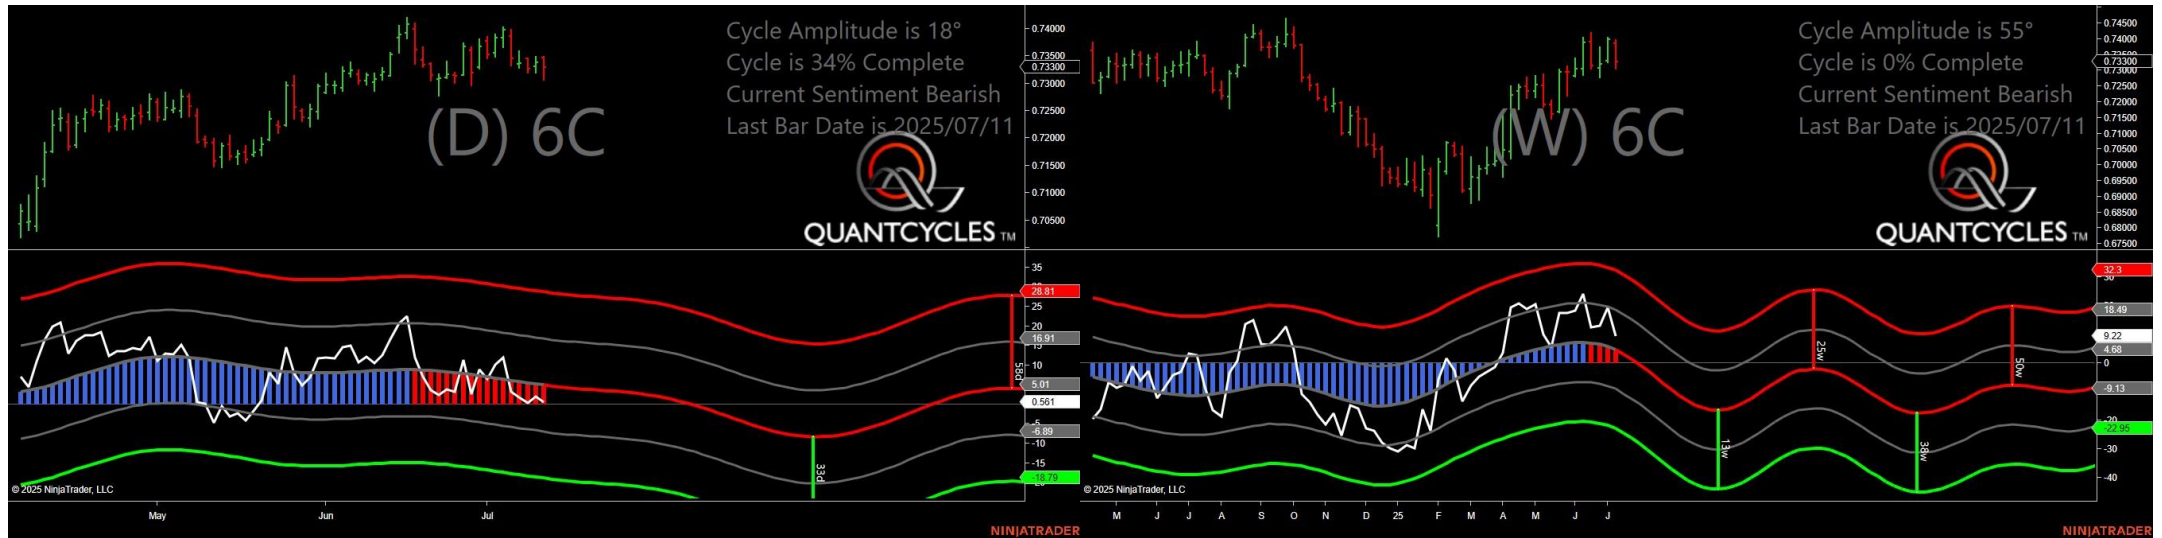 Cycle Amplitude is 18°
Cycle is 34% Complete
Current Sentiment Bearish
Last Bar Date is 2025/07/11
(D) 6C
QUANTCYCLES TM
0.74000
0.73500
0.73300
0.73000
0.72500
0.72000
0.71500
0.71000
0.70500
35
28.81
25
20
16.91
15
10
5.01
0.561
-5
-6.89
-10
-15
-18.79
58d
33d
© 2025 NinjaTrader, LLC
May Jun Jul
NINJATRADER
Cycle Amplitude is 55°
Cycle is 0% Complete
Current Sentiment Bearish
Last Bar Date is 2025/07/11
(W) 6C
QUANTCYCLES TM
0.74500
0.74000
0.73300
0.73000
0.72500
0.72000
0.71500
0.71000
0.70500
0.70000
0.69500
0.69000
0.68500
0.68000
0.67500
32.3
30
18.49
9.22
4.68
0
-9.13
-20
-22.95
-30
-40
25w
50w
13w
38w
© 2025 NinjaTrader, LLC
M J J A S O N D 25 F M A M J J
NINJATRADER